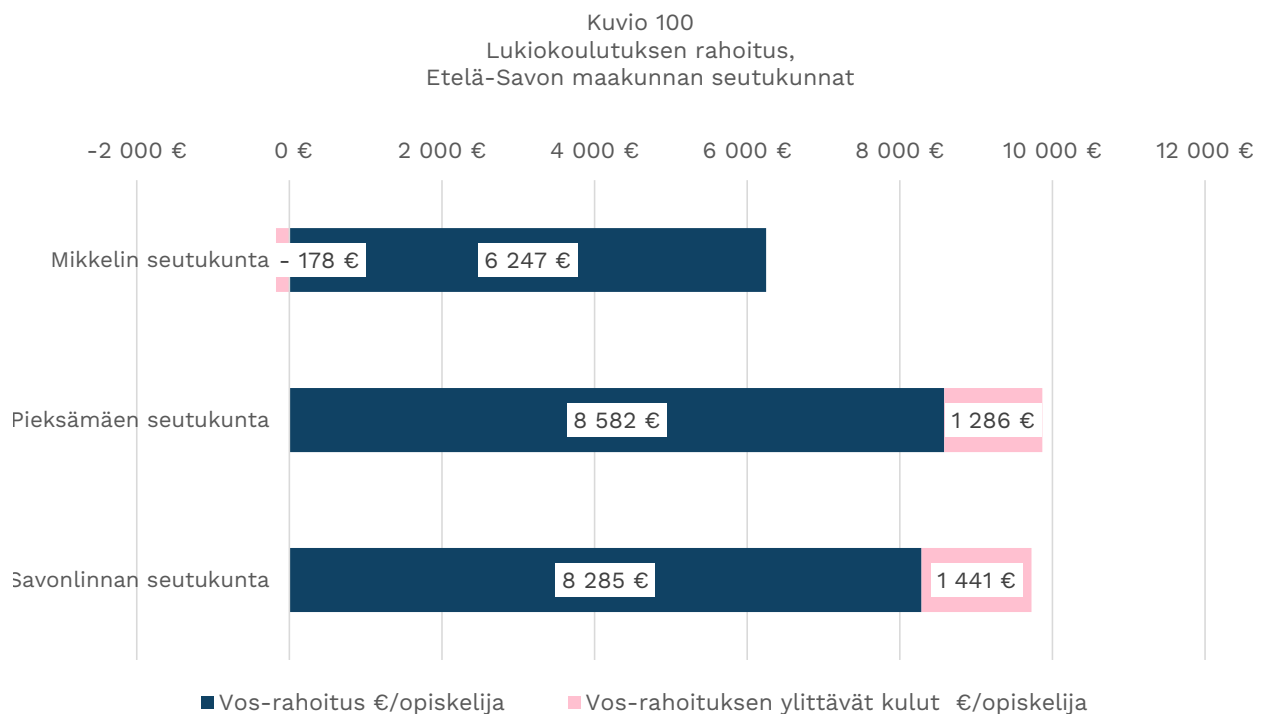 Kuvio 100
Lukiokoulutuksen rahoitus,
Etelä-Savon maakunnan seutukunnat
-2 000 € 0 € 2 000 € 4 000 € 6 000 € 8 000 € 10 000 € 12 000 €
Mikkelin seutukunta - 178 € 6 247 €
Pieksämäen seutukunta 8 582 € 1 286 €
Savonlinnan seutukunta 8 285 € 1 441 €
Vos-rahoitus €/opiskelija Vos-rahoituksen ylittävät kulut €/opiskelija